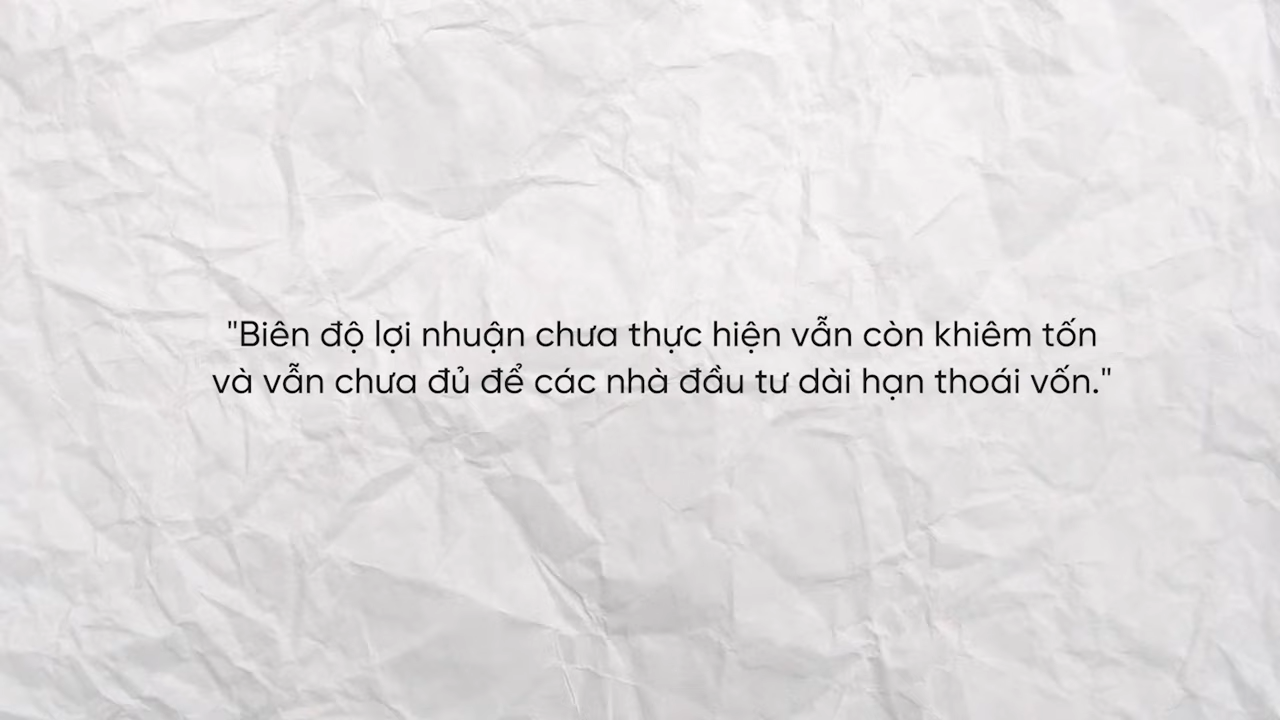 "Biên độ lợi nhuận chưa thực hiện vẫn còn khiêm tốn
và vẫn chưa đủ để các nhà đầu tư dài hạn thoái vốn."